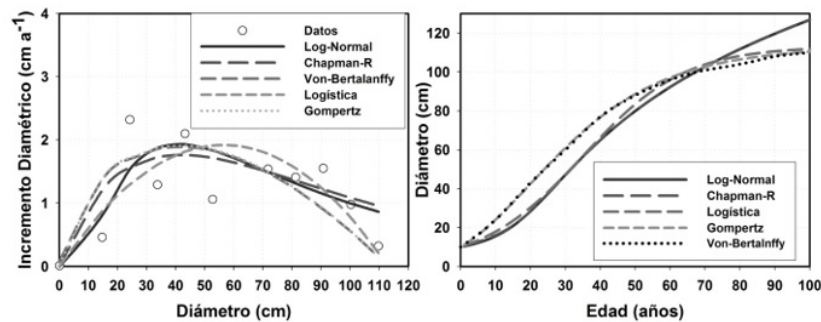 Incremento Diamétrico (cm a⁻¹)
4
3
2
1
0
Datos
Log-Normal
Chapman-R
Von-Bertalanffy
Logística
Gompertz
0 10 20 30 40 50 60 70 80 90 100 110 120
Diámetro (cm)
Diámetro (cm)
120
100
80
60
40
20
0
Log-Normal
Chapman-R
Logística
Gompertz
Von-Bertalnffy
0 10 20 30 40 50 60 70 80 90 100
Edad (años)